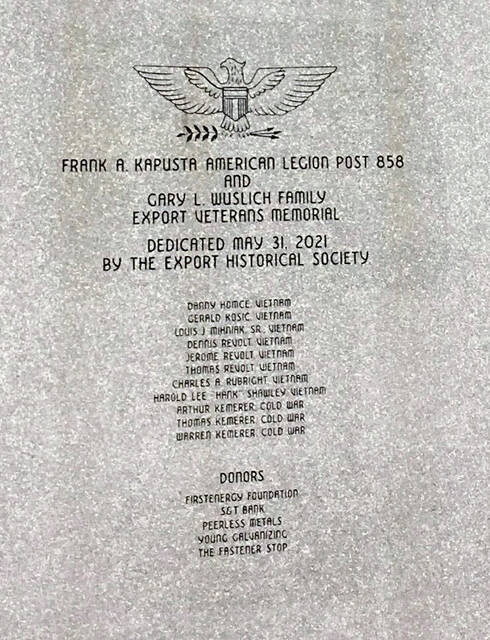 FRANK A. KAPUSTA AMERICAN LEGION POST 858
AND
GARY L. WUSLICH FAMILY
EXPORT VETERANS MEMORIAL
DEDICATED MAY 31, 2021
BY THE EXPORT HISTORICAL SOCIETY
DANNY HOMCE, VIETNAM
GERALD KOSIC, VIETNAM
LOUIS J. MIHNIAK, SR., VIETNAM
DENNIS REVOLT, VIETNAM
JEROME REVOLT, VIETNAM
THOMAS REVOLT, VIETNAM
CHARLES A. RUBRIGHT, VIETNAM
HAROLD LEE "HANK" SHAWLEY, VIETNAM
ARTHUR KEMERER, COLD WAR
THOMAS KEMERER, COLD WAR
WARREN KEMERER, COLD WAR
DONORS
FIRSTENERGY FOUNDATION
S&T BANK
PEERLESS METALS
YOUNG GALVANIZING
THE FASTENER STOP